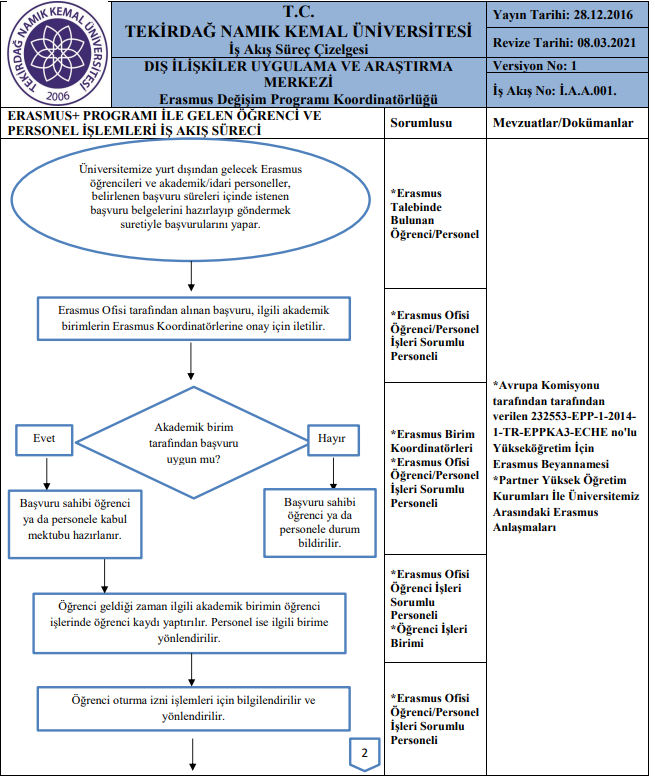 TEKİRDAĞ NAMIK KEMAL ÜNİVERSİTESİ
2006
T.C.
TEKİRDAĞ NAMIK KEMAL ÜNİVERSİTESİ
İş Akış Süreç Çizelgesi
DIŞ İLİŞKİLER UYGULAMA VE ARAŞTIRMA
MERKEZİ
Erasmus Değişim Programı Koordinatörlüğü
Yayın Tarihi: 28.12.2016
Revize Tarihi: 08.03.2021
Versiyon No: 1
İş Akış No: İ.A.A.001.
ERASMUS+ PROGRAMI İLE GELEN ÖĞRENCİ VE
PERSONEL İŞLEMLERİ İŞ AKIŞ SÜRECİ
Sorumlusu
Mevzuatlar/Dokümanlar
Üniversitemize yurt dışından gelecek Erasmus
öğrencileri ve akademik/idari personeller,
belirlenen başvuru süreleri içinde istenen
başvuru belgelerini hazırlayıp göndermek
suretiyle başvurularını yapar.
*Erasmus
Talebinde
Bulunan
Öğrenci/Personel
Erasmus Ofisi tarafından alınan başvuru, ilgili akademik
birimlerin Erasmus Koordinatörlerine onay için iletilir.
*Erasmus Ofisi
Öğrenci/Personel
İşleri Sorumlu
Personeli
Akademik birim
tarafından başvuru
uygun mu?
Evet
Hayır
Başvuru sahibi öğrenci
ya da personele kabul
mektubu hazırlanır.
Başvuru sahibi
öğrenci ya da
personele durum
bildirilir.
*Erasmus Birim
Koordinatörleri
*Erasmus Ofisi
Öğrenci/Personel
İşleri Sorumlu
Personeli
Öğrenci geldiği zaman ilgili akademik birimin öğrenci
işlerinde öğrenci kaydı yaptırılır. Personel ise ilgili birime
yönlendirilir.
*Erasmus Ofisi
Öğrenci İşleri
Sorumlu
Personeli
*Öğrenci İşleri
Birimi
Öğrenci oturma izni işlemleri için bilgilendirilir ve
yönlendirilir.
*Erasmus Ofisi
Öğrenci/Personel
İşleri Sorumlu
Personeli
2
*Avrupa Komisyonu
tarafından tarafından
verilen 232553-EPP-1-2014-
1-TR-EPPKA3-ECHE no'lu
Yükseköğretim İçin
Erasmus Beyannamesi
*Partner Yüksek Öğretim
Kurumları İle Üniversitemiz
Arasındaki Erasmus
Anlaşmaları